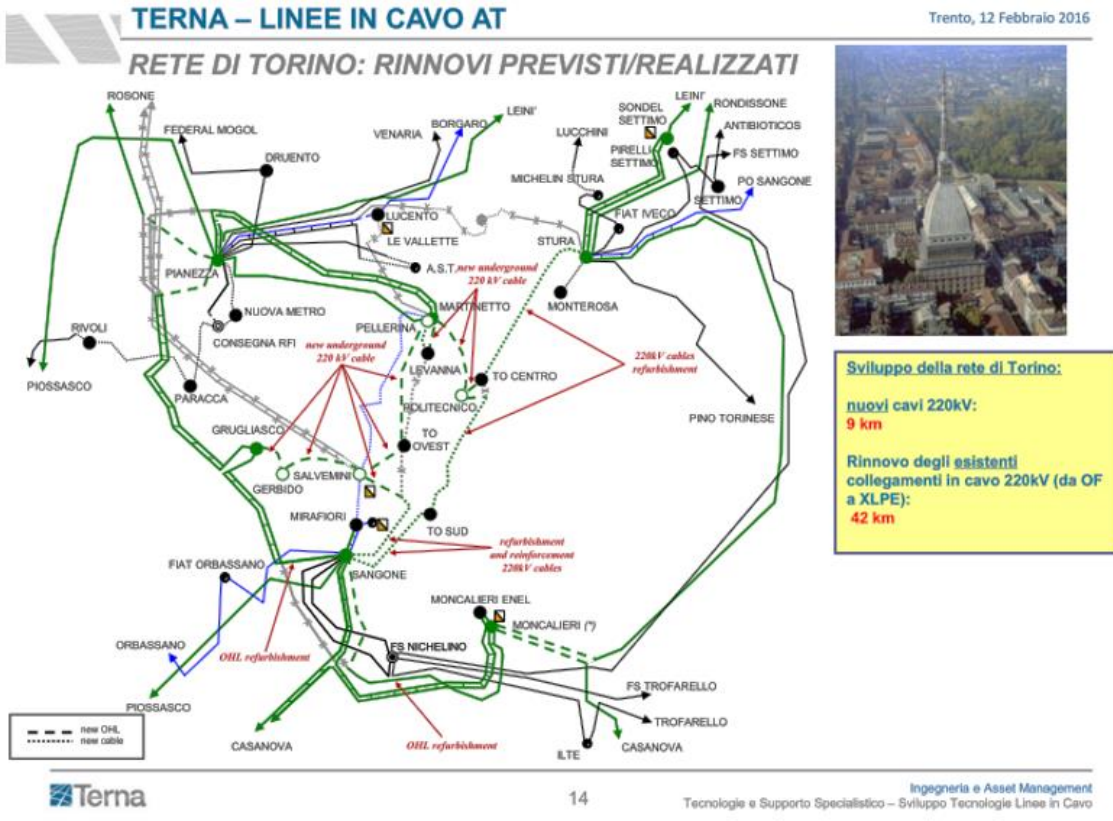 TERNA – LINEE IN CAVO AT
Trento, 12 Febbraio 2016
RETE DI TORINO: RINNOVI PREVISTI/REALIZZATI
ROSONE
FEDERAL MOGOL
DRUENTO
VENARIA
BORGARO
LEINI'
LUCCHINI
SONDEL
SETTIMO
LEINI'
RONDISSONE
ANTIBIOTICOS
PIRELLI
SETTIMO
FS SETTIMO
MICHELIN STURA
SETTIMO
PO SANGONE
LUCENTO
LE VALLETTE
FIAT IVECO
STURA
PIANEZZA
A.S.T.
new underground
220 kV cable
MARTINETTO
MONTEROSA
NUOVA METRO
PELLERINA
RIVOLI
CONSEGNA RFI
new underground
220 kV cable
LEVANNA
TO CENTRO
220kV cables
refurbishment
PIOSSASCO
PARACCA
POLITECNICO
PINO TORINESE
GRUGLIASCO
TO
OVEST
SALVEMINI
GERBIDO
MIRAFIORI
TO SUD
refurbishment
and reinforcement
220kV cables
FIAT ORBASSANO
SANGONE
MONCALIERI ENEL
MONCALIERI (*)
ORBASSANO
OHL refurbishment
FS NICHELINO
FS TROFARELLO
PIOSSASCO
TROFARELLO
CASANOVA
OHL refurbishment
ILTE
CASANOVA
new OHL
new cable
Sviluppo della rete di Torino:
nuovi cavi 220kV:
9 km
Rinnovo degli esistenti
collegamenti in cavo 220kV (da OF
a XLPE):
42 km
Terna
14
Ingegneria e Asset Management
Tecnologie e Supporto Specialistico – Sviluppo Tecnologie Linee in Cavo